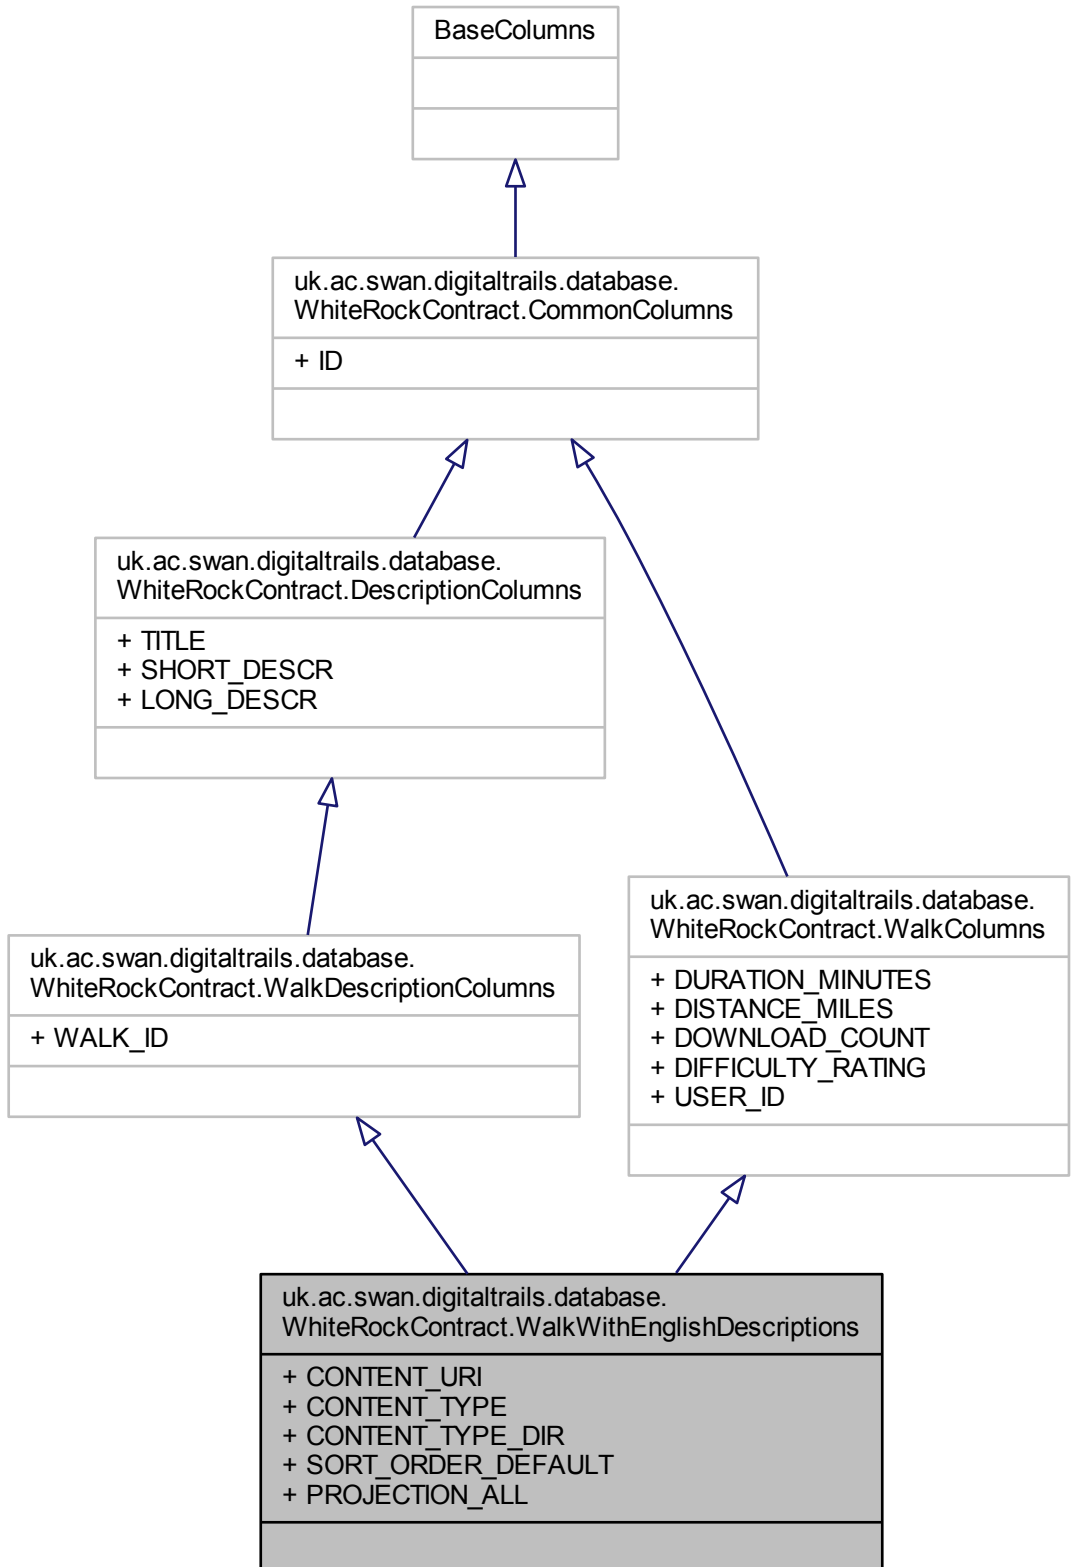 BaseColumns
uk.ac.swan.digitaltrails.database.
WhiteRockContract.CommonColumns
+ ID
uk.ac.swan.digitaltrails.database.
WhiteRockContract.DescriptionColumns
+ TITLE
+ SHORT_DESCR
+ LONG_DESCR
uk.ac.swan.digitaltrails.database.
WhiteRockContract.WalkColumns
+ DURATION_MINUTES
+ DISTANCE_MILES
+ DOWNLOAD_COUNT
+ DIFFICULTY_RATING
+ USER_ID
uk.ac.swan.digitaltrails.database.
WhiteRockContract.WalkDescriptionColumns
+ WALK_ID
uk.ac.swan.digitaltrails.database.
WhiteRockContract.WalkWithEnglishDescriptions
+ CONTENT_URI
+ CONTENT_TYPE
+ CONTENT_TYPE_DIR
+ SORT_ORDER_DEFAULT
+ PROJECTION_ALL